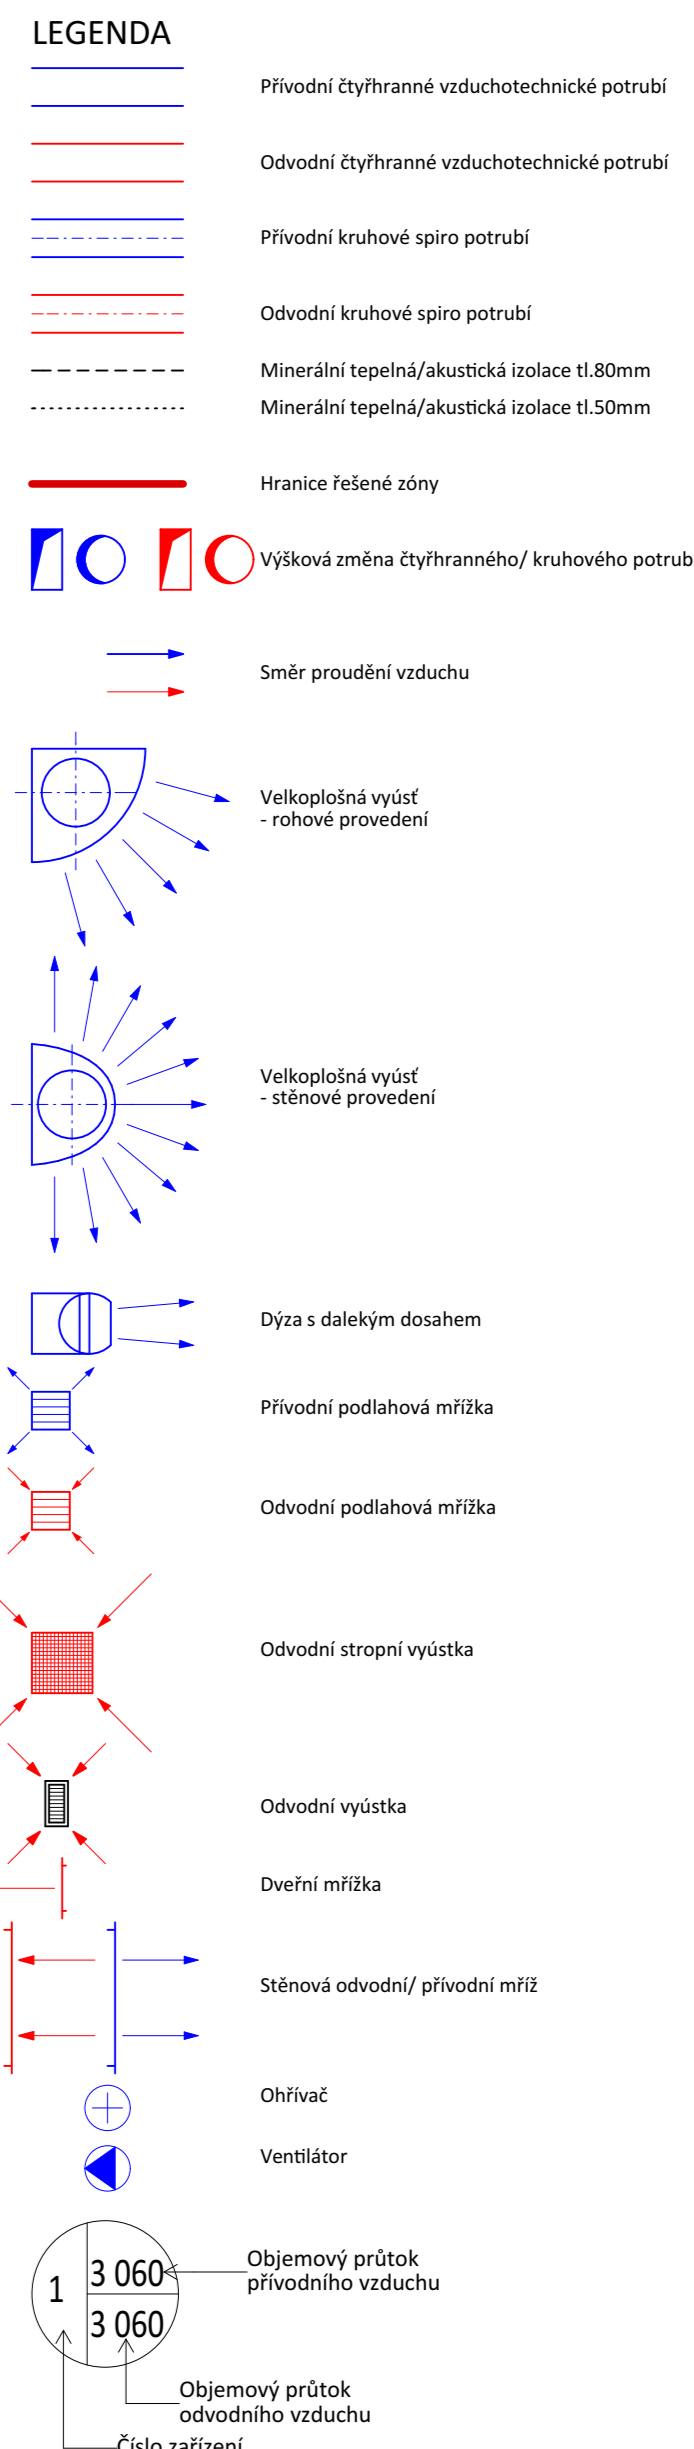 LEGENDA
Přívodní čtyřhranné vzduchotechnické potrubí
Odvodní čtyřhranné vzduchotechnické potrubí
Přívodní kruhové spiro potrubí
Odvodní kruhové spiro potrubí
Minerální tepelná/akustická izolace tl.80mm
Minerální tepelná/akustická izolace tl.50mm
Hranice řešené zóny
Výšková změna čtyřhranného/ kruhového potrub
Směr proudění vzduchu
Velkoplošná vyúsť
- rohové provedení
Velkoplošná vyúsť
- stěnové provedení
Dýza s dalekým dosahem
Přívodní podlahová mřížka
Odvodní podlahová mřížka
Odvodní stropní vyústka
Odvodní vyústka
Dveřní mřížka
Stěnová odvodní/ přívodní mříž
Ohřívač
Ventilátor
1
3 060
3 060
Objemový průtok
přívodního vzduchu
Objemový průtok
odvodního vzduchu
Číslo zařízení